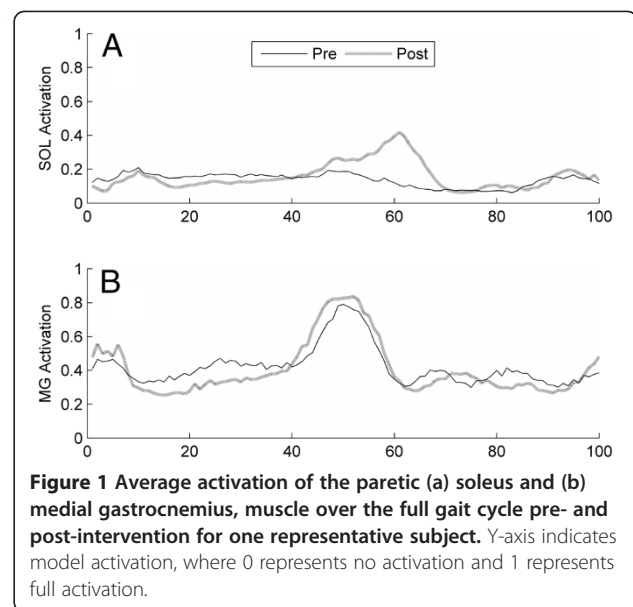 A
Pre
Post
1
0.8
0.6
0.4
0.2
0
SOL Activation
0 20 40 60 80 100
B
1
0.8
0.6
0.4
0.2
0
MG Activation
0 20 40 60 80 100
Figure 1 Average activation of the paretic (a) soleus and (b)
medial gastrocnemius, muscle over the full gait cycle pre- and
post-intervention for one representative subject. Y-axis indicates
model activation, where 0 represents no activation and 1 represents
full activation.